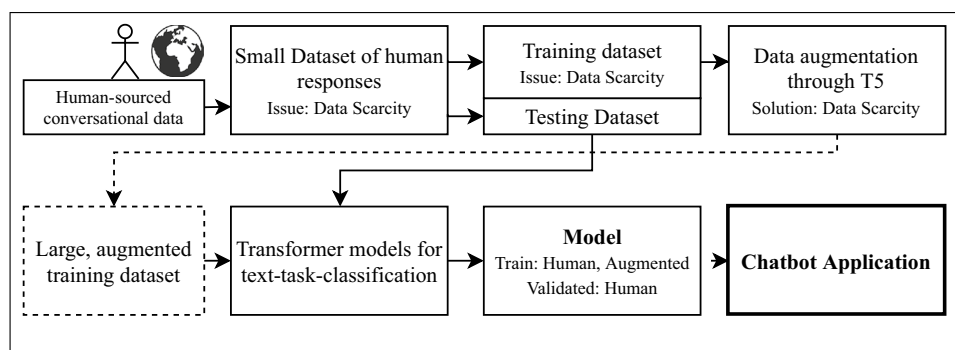 Human-sourced
conversational data
Small Dataset of human
responses
Issue: Data Scarcity
Training dataset
Issue: Data Scarcity
Testing Dataset
Data augmentation
through T5
Solution: Data Scarcity
Large, augmented
training dataset
Transformer models for
text-task-classification
Model
Train: Human, Augmented
Validated: Human
Chatbot Application